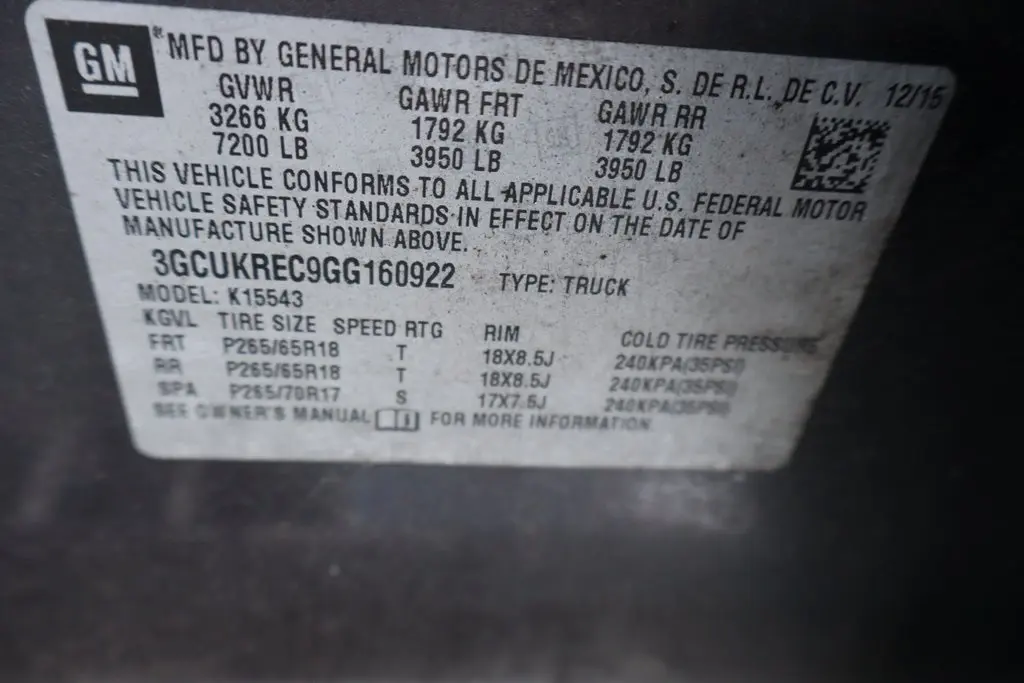 GM® MFD BY GENERAL MOTORS DE MEXICO, S. DE R.L. DE C.V. 12/15
GVWR GAWR FRT GAWR RR
3266 KG 1792 KG 1792 KG
7200 LB 3950 LB 3950 LB
THIS VEHICLE CONFORMS TO ALL APPLICABLE U.S. FEDERAL MOTOR
VEHICLE SAFETY STANDARDS IN EFFECT ON THE DATE OF
MANUFACTURE SHOWN ABOVE.
3GCUKREC9GG160922 TYPE: TRUCK
MODEL: K15543
KGVL TIRE SIZE SPEED RTG RIM COLD TIRE PRESSURE
FRT P265/65R18 T 18X8.5J 240KPA(35PSI)
RR P265/65R18 T 18X8.5J 240KPA(35PSI)
SPA P265/70R17 S 17X7.5J 240KPA(35PSI)
SEE OWNER'S MANUAL FOR MORE INFORMATION